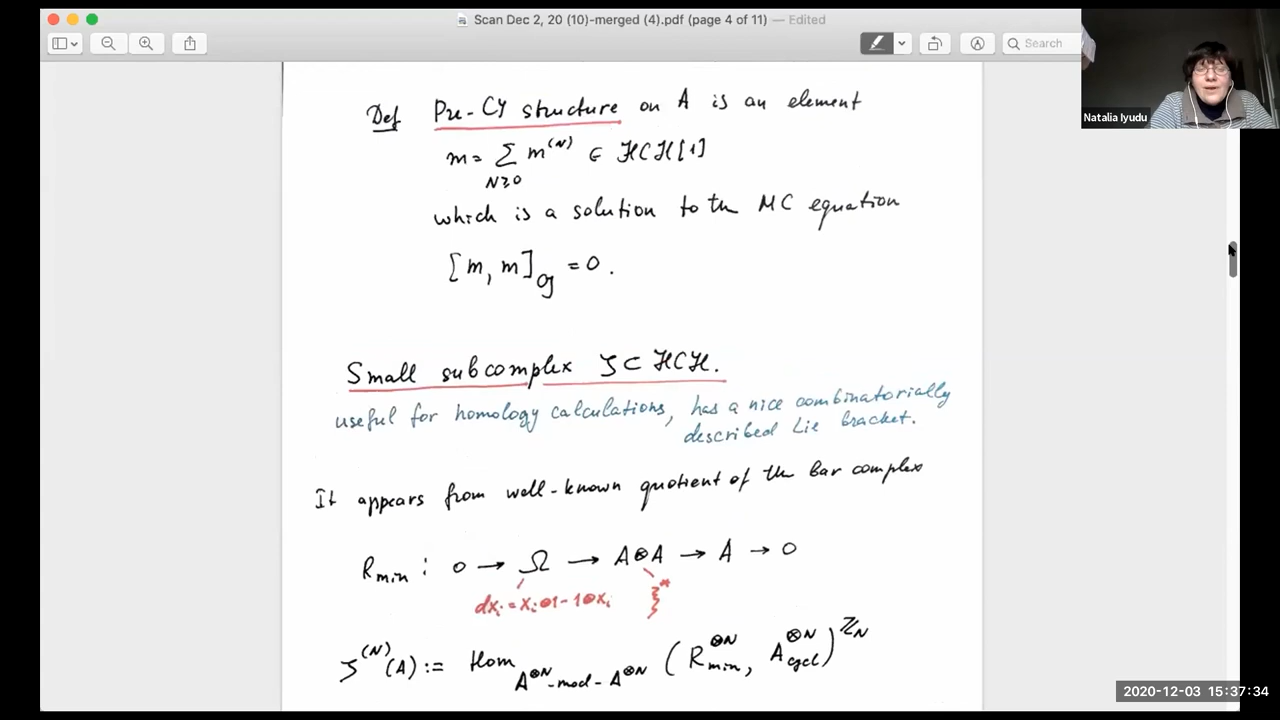 Scan Dec 2, 20 (10)-merged (4).pdf (page 4 of 11) — Edited
Search
Natalia Iyudu
Def Pre-CY structure on A is an element
m = ∑ m^(N) ∈ HCH[1]
N≥0
which is a solution to the MC equation
[m, m]_g = 0.
Small subcomplex ζ ⊂ HCH.
useful for homology calculations, has a nice combinatorially
described Lie bracket.
It appears from well-known quotient of the Bar complex
R_min : 0 → Ω → A⊗A → A → 0
dx_i = x_i⊗1 - 1⊗x_i ξ*
ζ^(N)(A) := Hom_{A^⊗N-mod-A^⊗N} (R_min^⊗N, A_cycl^⊗N)^{ℤ_N}
2020-12-03 15:37:34